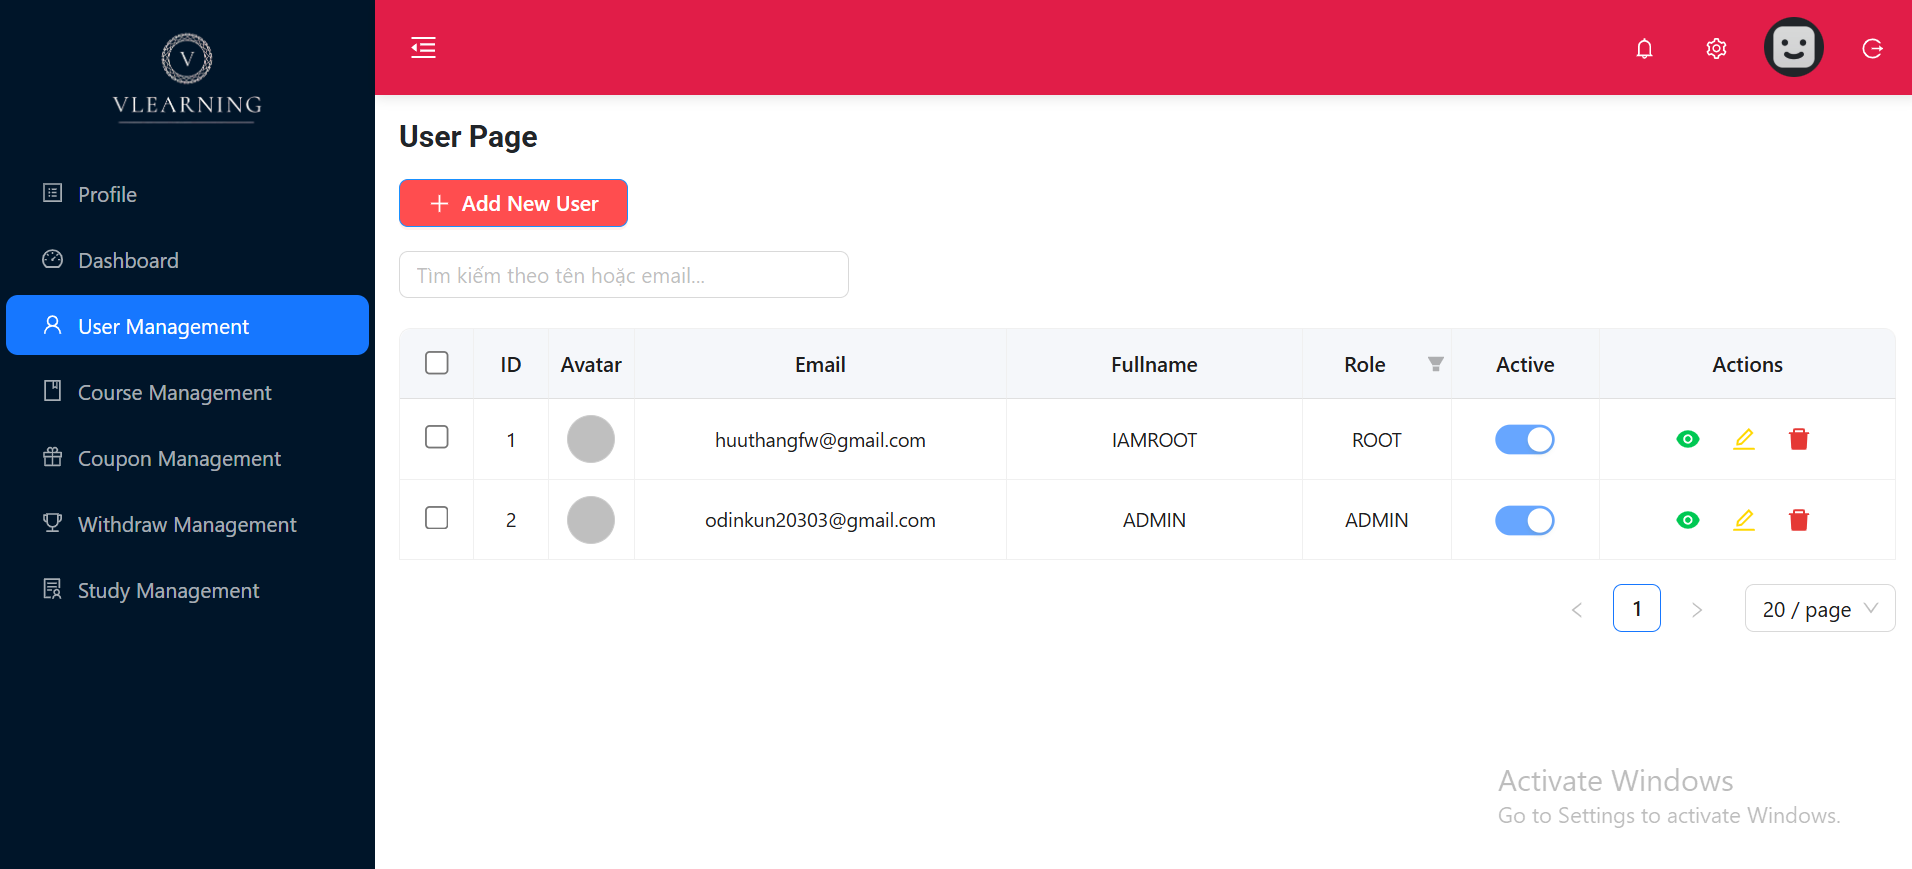 V
VLEARNING
Profile
Dashboard
User Management
Course Management
Coupon Management
Withdraw Management
Study Management
User Page
Add New User
Tìm kiếm theo tên hoặc email...
ID Avatar Email Fullname Role Active Actions
1 huuthangfw@gmail.com IAMROOT ROOT
2 odinkun20303@gmail.com ADMIN ADMIN
1 20 / page
Activate Windows
Go to Settings to activate Windows.